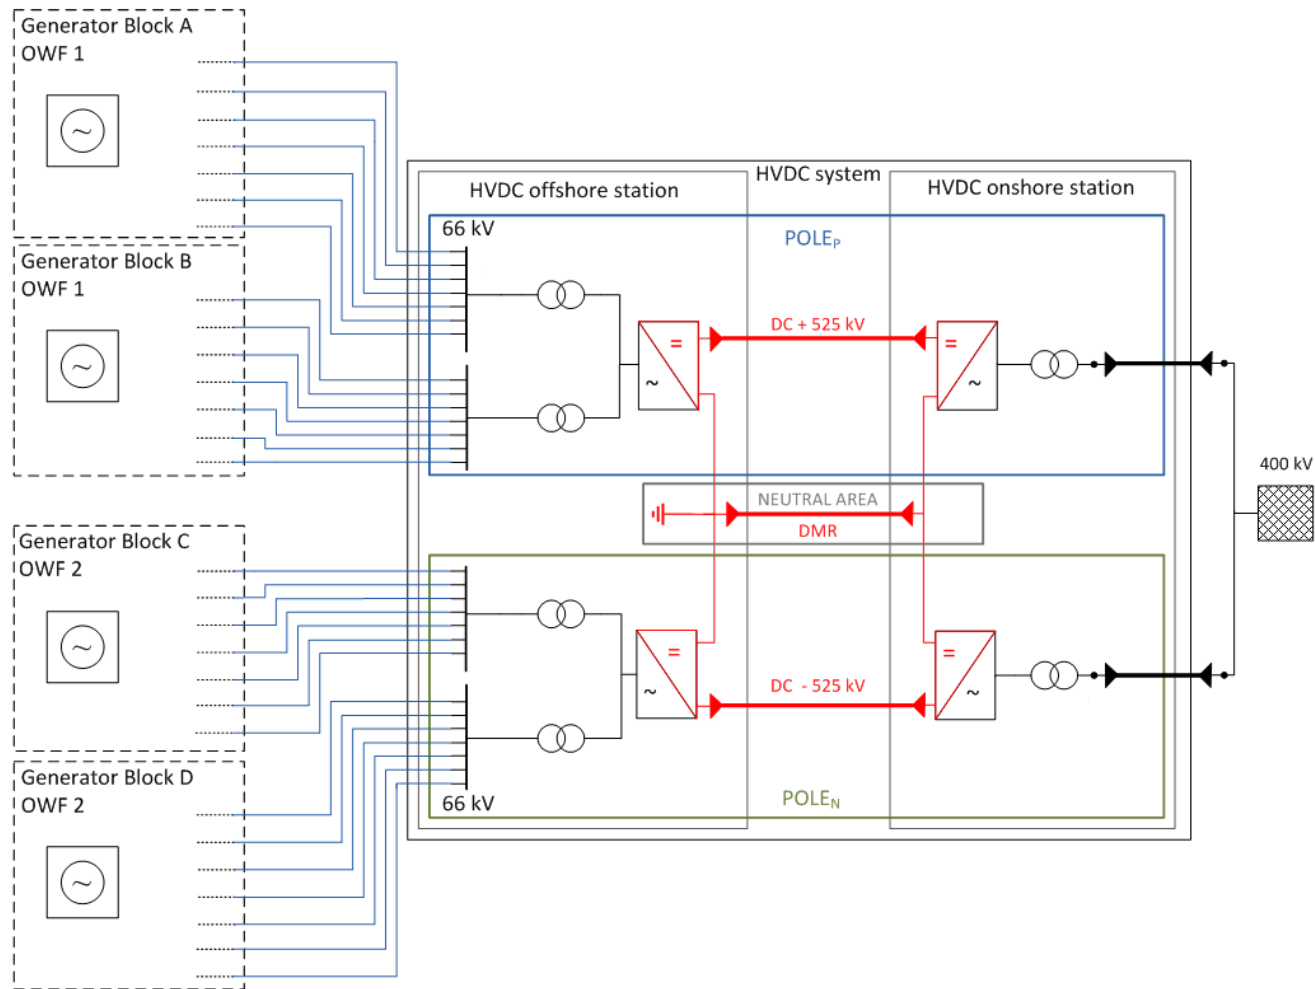 Generator Block A
OWF 1
Generator Block B
OWF 1
Generator Block C
OWF 2
Generator Block D
OWF 2
HVDC system
HVDC offshore station
HVDC onshore station
66 kV
POLEP
DC + 525 kV
NEUTRAL AREA
DMR
DC - 525 kV
POLEN
66 kV
400 kV